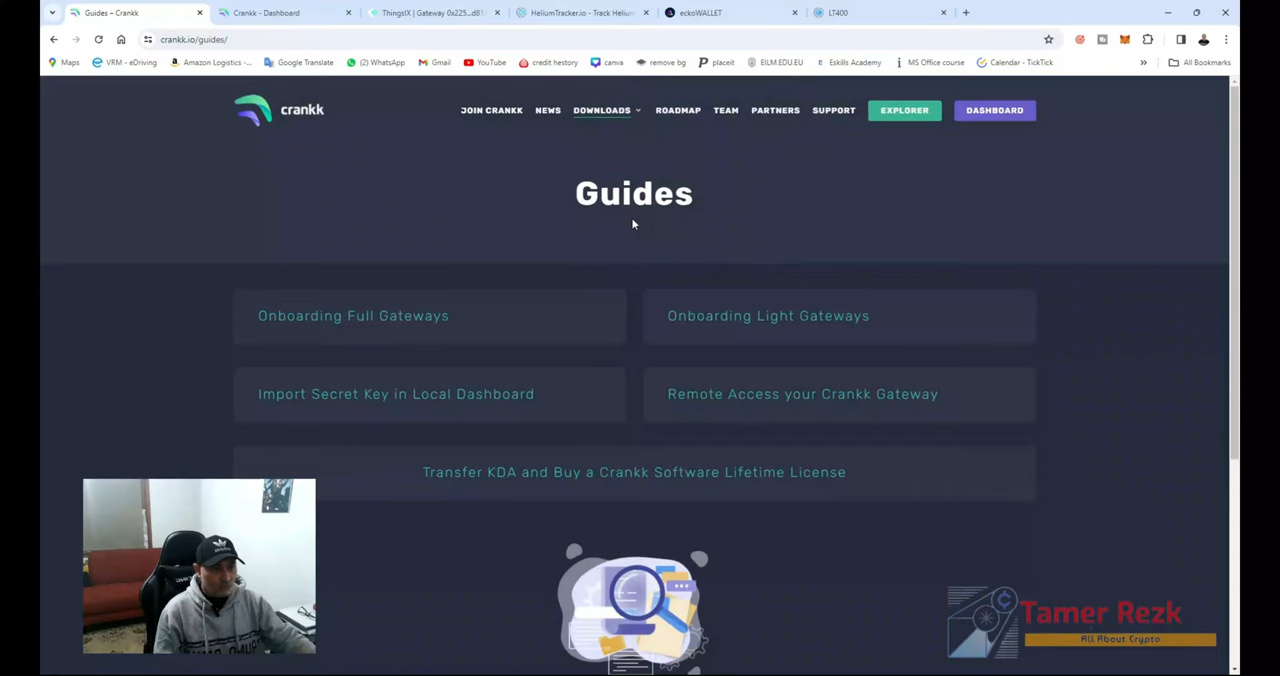 Guides – Crankk
Crankk - Dashboard
ThingsIX | Gateway 0x225...d81
HeliumTracker.io - Track Helium
eckoWALLET
LT400
crankk.io/guides/
Maps
VRM - eDriving
Amazon Logistics -...
Google Translate
(2) WhatsApp
Gmail
YouTube
credit hestory
canva
remove bg
placeit
EILM.EDU.EU
Eskills Academy
MS Office course
Calendar - TickTick
All Bookmarks
crankk
JOIN CRANKK
NEWS
DOWNLOADS
ROADMAP
TEAM
PARTNERS
SUPPORT
EXPLORER
DASHBOARD
Guides
Onboarding Full Gateways
Onboarding Light Gateways
Import Secret Key in Local Dashboard
Remote Access your Crankk Gateway
Transfer KDA and Buy a Crankk Software Lifetime License
Tamer Rezk
All About Crypto